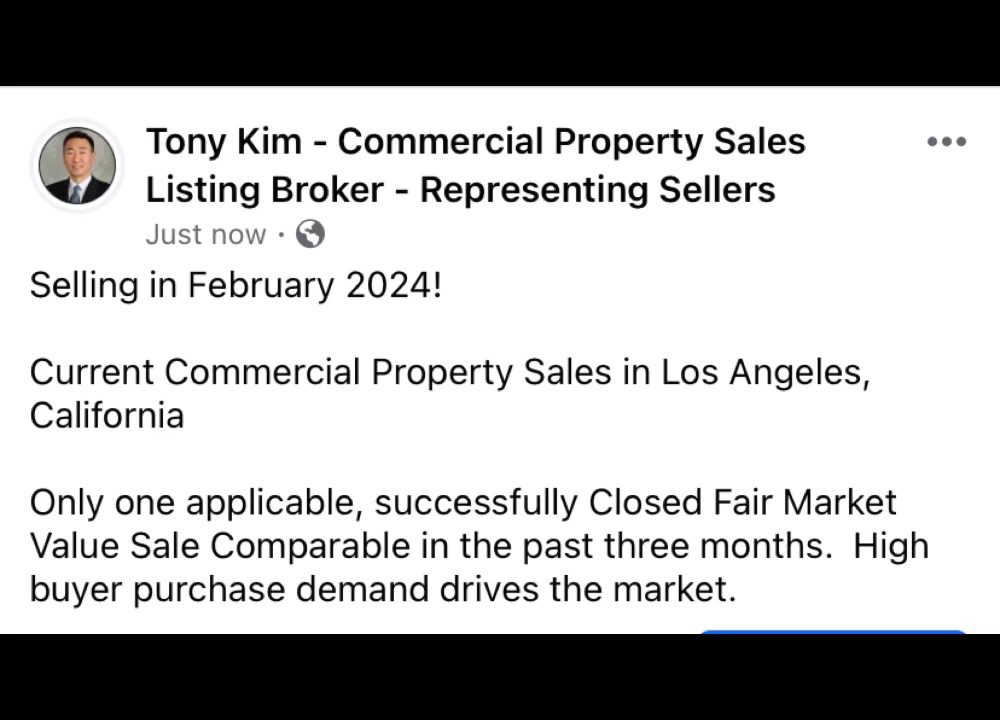 Tony Kim - Commercial Property Sales
Listing Broker - Representing Sellers
Just now ·
Selling in February 2024!
Current Commercial Property Sales in Los Angeles,
California
Only one applicable, successfully Closed Fair Market
Value Sale Comparable in the past three months.  High
buyer purchase demand drives the market.